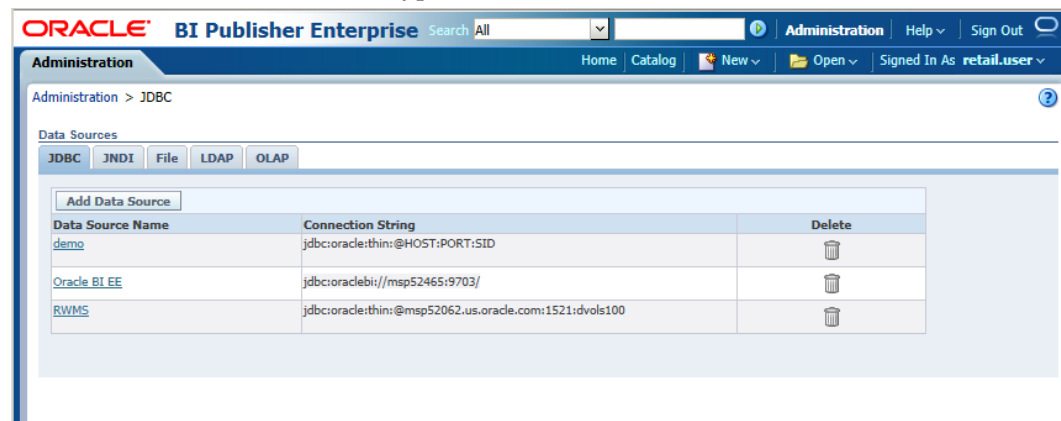 ORACLE BI Publisher Enterprise Search All Administration Help Sign Out
Administration Home Catalog New Open Signed In As retail.user
Administration > JDBC
Data Sources
JDBC JNDI File LDAP OLAP
Add Data Source
Data Source Name Connection String Delete
demo jdbc:oracle:thin:@HOST:PORT:SID
Oracle BI EE jdbc:oraclebi://msp52465:9703/
RWMS jdbc:oracle:thin:@msp52062.us.oracle.com:1521:dvols100